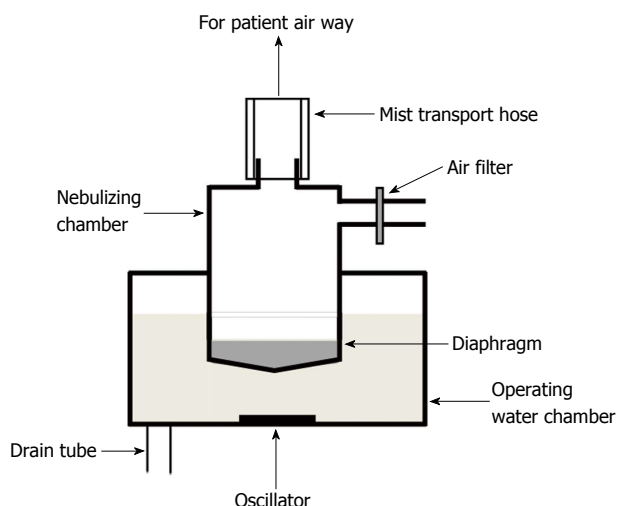 For patient air way
Mist transport hose
Air filter
Nebulizing
chamber
Diaphragm
Operating
water chamber
Drain tube
Oscillator